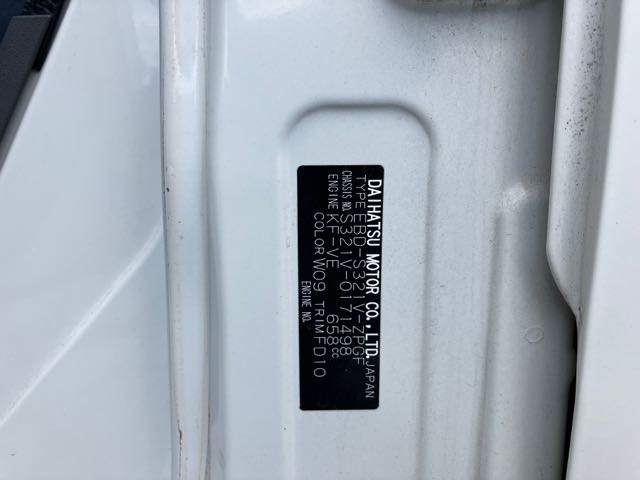 DAIHATSU MOTOR CO., LTD. JAPAN
TYPE EBD-S321V-ZPGF
CHASSIS NO. S321V-0171498
ENGINE KF-VE 658cc
COLOR W09 TRIM FD10
ENGINE NO.